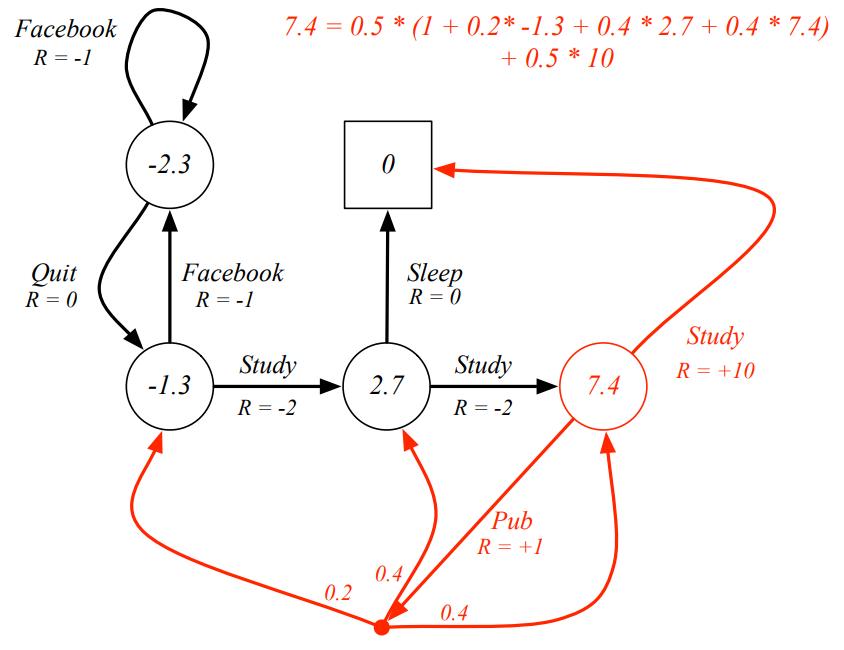 Facebook
R = -1
7.4 = 0.5 * (1 + 0.2* -1.3 + 0.4 * 2.7 + 0.4 * 7.4)
+ 0.5 * 10
-2.3
0
Quit
R = 0
Facebook
R = -1
Sleep
R = 0
Study
R = +10
-1.3
Study
R = -2
2.7
Study
R = -2
7.4
Pub
R = +1
0.2
0.4
0.4